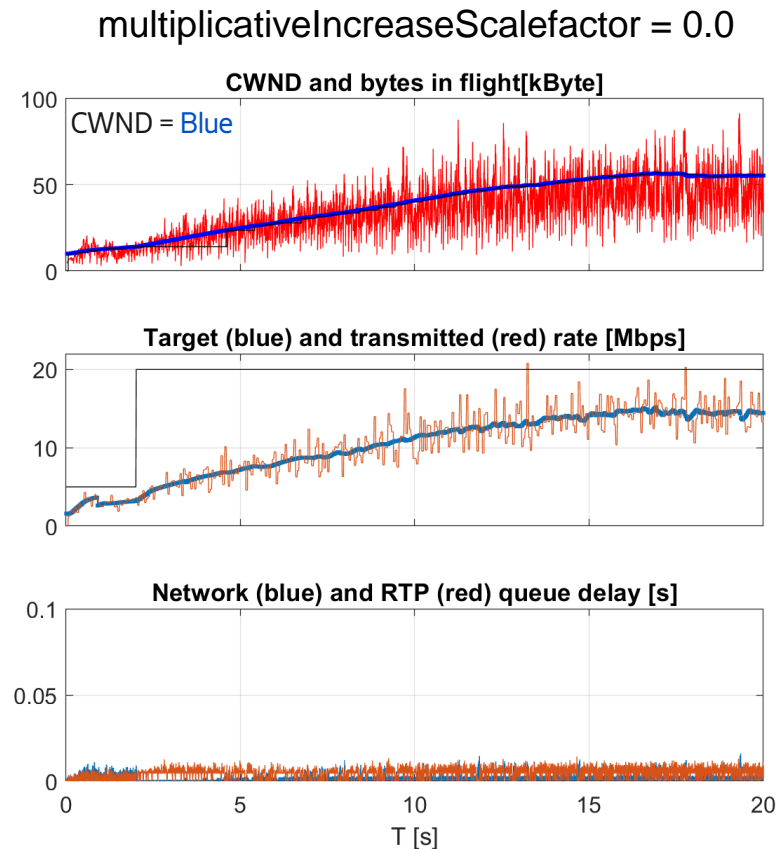 multiplicativeIncreaseScalefactor = 0.0
CWND and bytes in flight[kByte]
100
CWND = Blue
50
0
Target (blue) and transmitted (red) rate [Mbps]
20
10
0
Network (blue) and RTP (red) queue delay [s]
0.1
0.05
0
0 5 10 15 20
T [s]